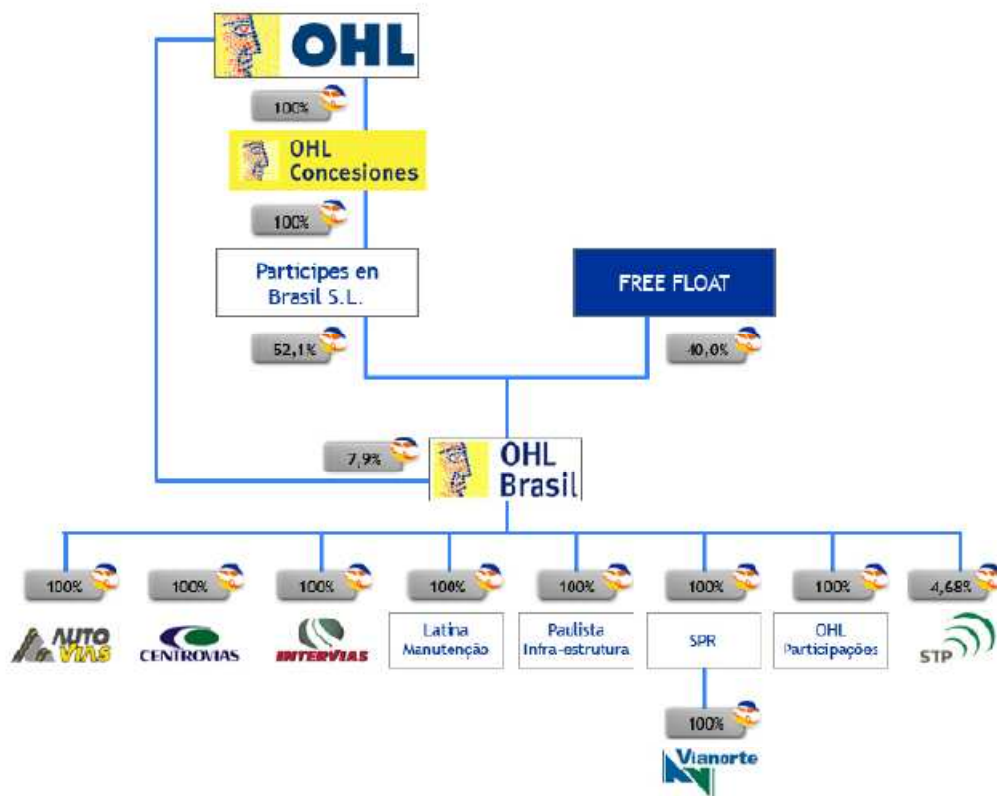 OHL
100%
OHL
Concesiones
100%
Participes en
Brasil S.L.
FREE FLOAT
52,1%
40,0%
7,9%
OHL
Brasil
100%
100%
100%
100%
100%
100%
100%
4,68%
AUTO
VIAS
CENTROVIAS
INTERVIAS
Latina
Manutenção
Paulista
Infra-estrutura
SPR
OHL
Participações
STP
100%
Vianorte